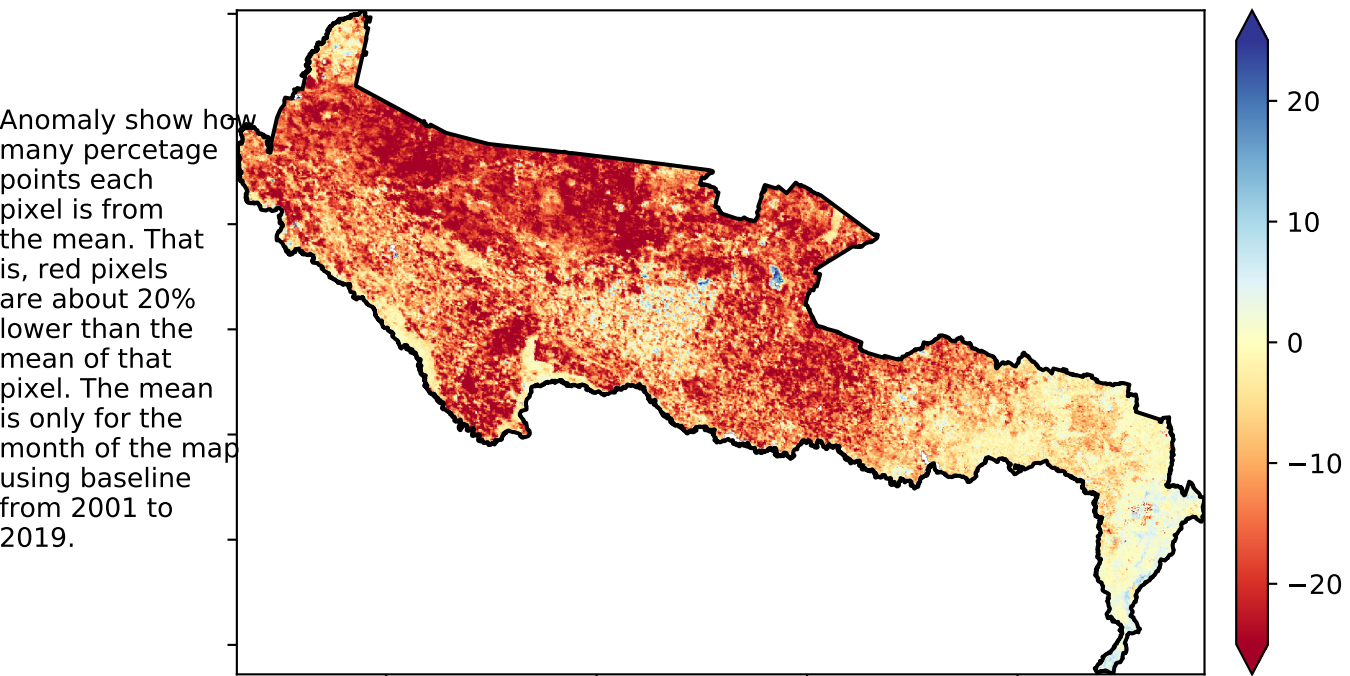 Anomaly show how
many percetage
points each
pixel is from
the mean. That
is, red pixels
are about 20%
lower than the
mean of that
pixel. The mean
is only for the
month of the map
using baseline
from 2001 to
2019.
20
10
0
−10
−20